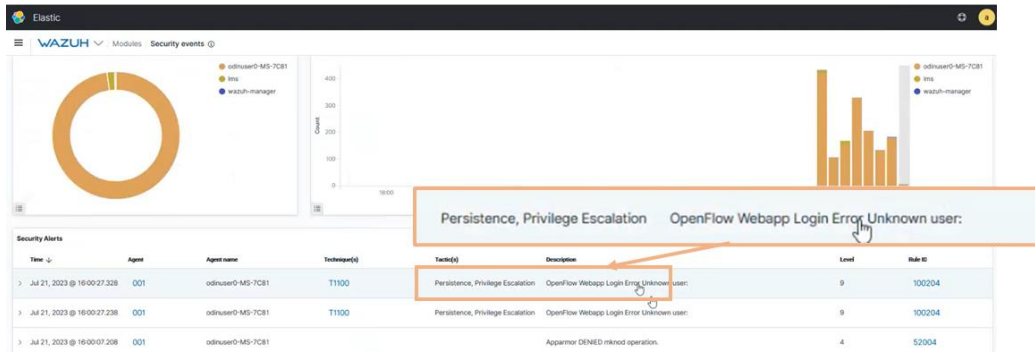 Elastic
a
WAZUH Modules Security events
odinuser0-MS-7C81
lms
wazuh-manager
Count
400
300
200
100
0
18:00
odinuser0-MS-7C81
lms
wazuh-manager
Persistence, Privilege Escalation OpenFlow Webapp Login Error Unknown user:
Security Alerts
Time Agent Agent name Technique(s) Tactic(s) Description Level Rule ID
Jul 21, 2023 @ 16:00:27.328 001 odinuser0-MS-7C81 T1100 Persistence, Privilege Escalation OpenFlow Webapp Login Error Unknown user: 9 100204
Jul 21, 2023 @ 16:00:27.238 001 odinuser0-MS-7C81 T1100 Persistence, Privilege Escalation OpenFlow Webapp Login Error Unknown user: 9 100204
Jul 21, 2023 @ 16:00:07.208 001 odinuser0-MS-7C81 Apparmor DENIED mknod operation. 4 52004